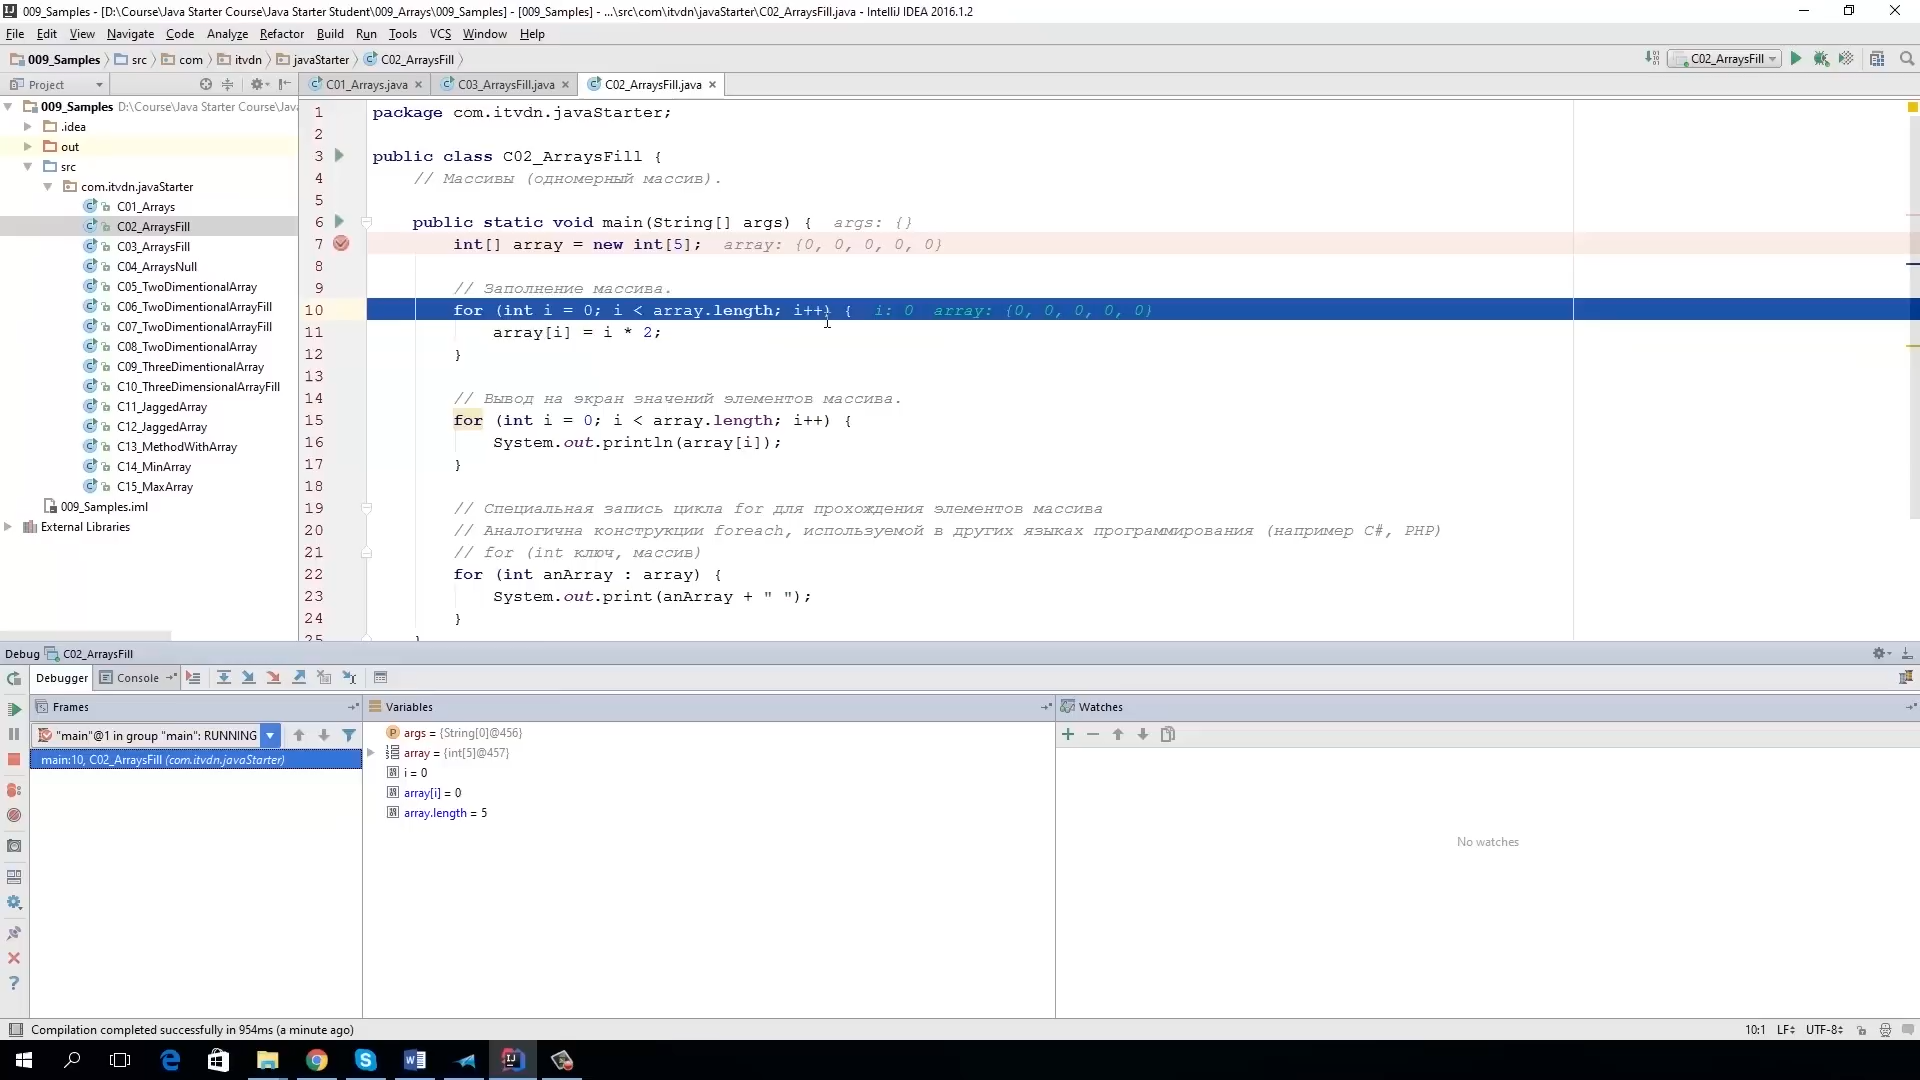 009_Samples - [D:\Course\Java Starter Course\Java Starter Student\009_Arrays\009_Samples] - [009_Samples] - ...\src\com\itvdn\javaStarter\C02_ArraysFill.java - IntelliJ IDEA 2016.1.2
File Edit View Navigate Code Analyze Refactor Build Run Tools VCS Window Help
009_Samples src com itvdn javaStarter C02_ArraysFill
C02_ArraysFill
Project
C01_Arrays.java C03_ArraysFill.java C02_ArraysFill.java
009_Samples D:\Course\Java Starter Course\Java
.idea
out
src
com.itvdn.javaStarter
C01_Arrays
C02_ArraysFill
C03_ArraysFill
C04_ArraysNull
C05_TwoDimentionalArray
C06_TwoDimentionalArrayFill
C07_TwoDimentionalArrayFill
C08_TwoDimentionalArray
C09_ThreeDimentionalArray
C10_ThreeDimensionalArrayFill
C11_JaggedArray
C12_JaggedArray
C13_MethodWithArray
C14_MinArray
C15_MaxArray
009_Samples.iml
External Libraries
1 package com.itvdn.javaStarter;
2
3 public class C02_ArraysFill {
4 // Массивы (одномерный массив).
5
6 public static void main(String[] args) { args: {}
7 int[] array = new int[5]; array: {0, 0, 0, 0, 0}
8
9 // Заполнение массива.
10 for (int i = 0; i < array.length; i++) { i: 0 array: {0, 0, 0, 0, 0}
11 array[i] = i * 2;
12 }
13
14 // Вывод на экран значений элементов массива.
15 for (int i = 0; i < array.length; i++) {
16 System.out.println(array[i]);
17 }
18
19 // Специальная запись цикла for для прохождения элементов массива
20 // Аналогична конструкции foreach, используемой в других языках программирования (например C#, PHP)
21 // for (int ключ, массив)
22 for (int anArray : array) {
23 System.out.print(anArray + " ");
24 }
25 }
Debug C02_ArraysFill
Debugger Console
Frames
"main"@1 in group "main": RUNNING
main:10, C02_ArraysFill (com.itvdn.javaStarter)
Variables
args = {String[0]@456}
array = {int[5]@457}
i = 0
array[i] = 0
array.length = 5
Watches
No watches
Compilation completed successfully in 954ms (a minute ago)
10:1 LF UTF-8